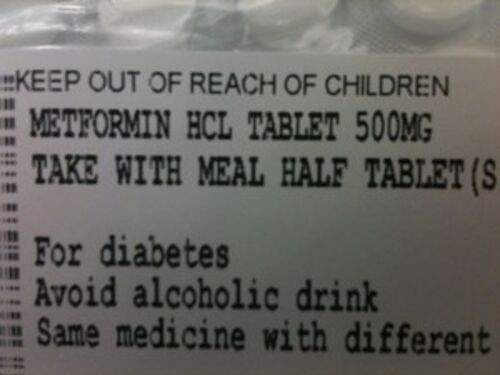 KEEP OUT OF REACH OF CHILDREN
METFORMIN HCL TABLET 500MG
TAKE WITH MEAL HALF TABLET(S
For diabetes
Avoid alcoholic drink
Same medicine with different